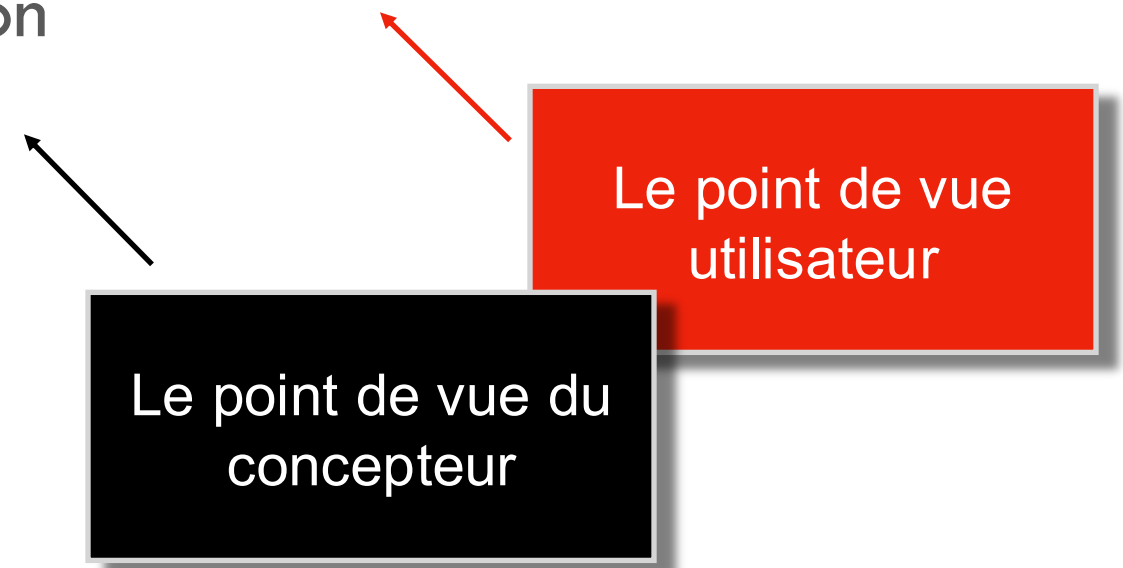 on
Le point de vue
utilisateur
Le point de vue du
concepteur